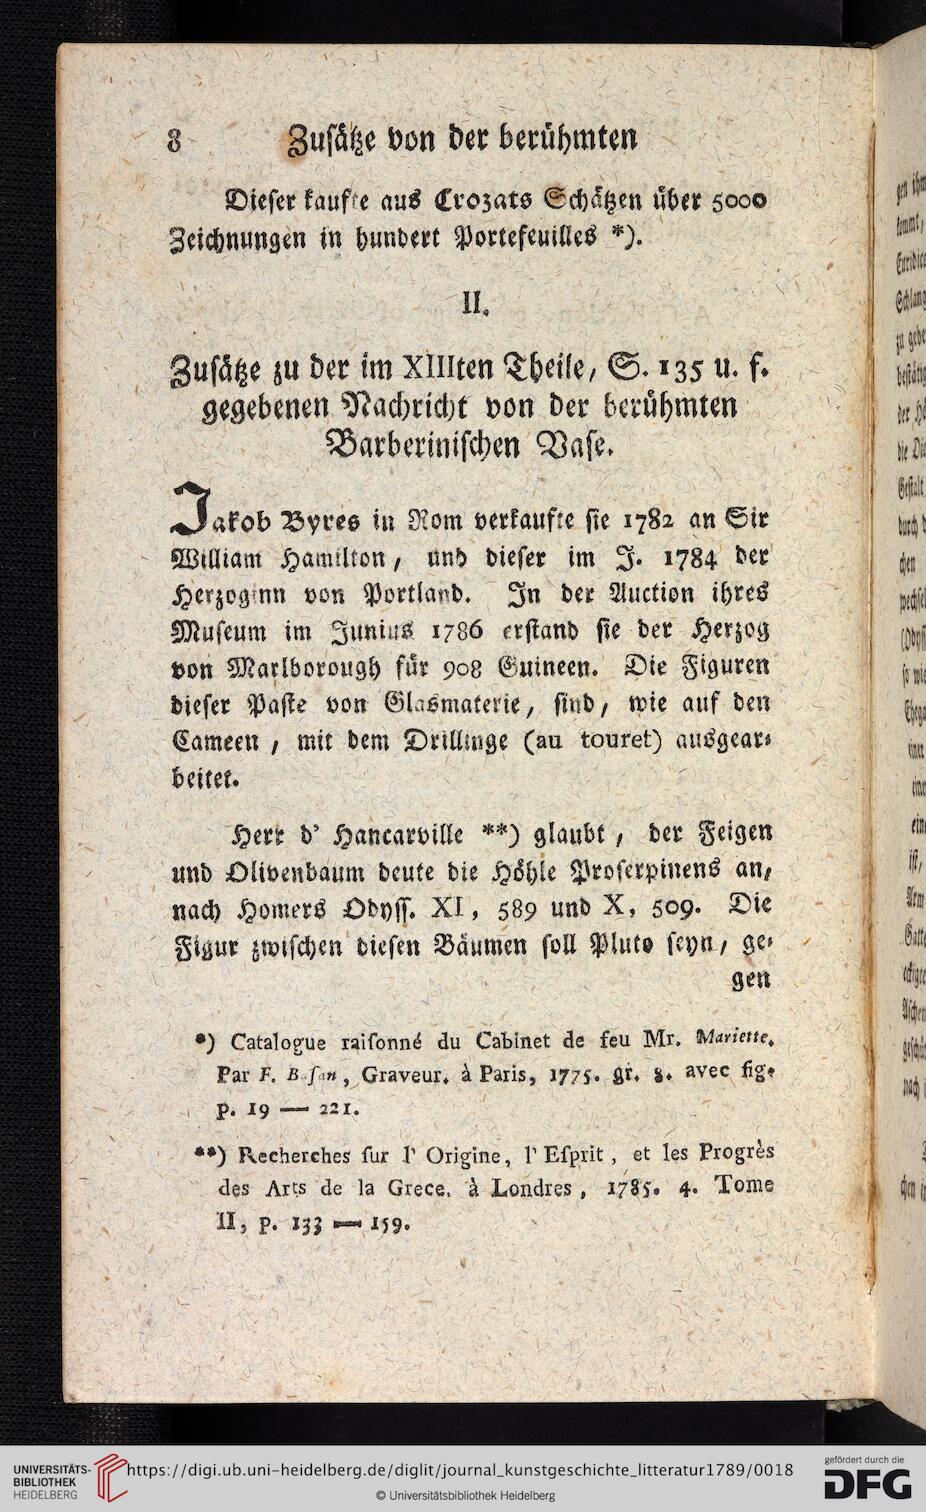 8 Zusätze von der berühmten
Dieser kaufte aus Crozats Schätzen über 5000
Zeichnungen in hundert Portefeuilles *).
II.
Zusätze zu der im XIIIten Theile, S. 135 u. f.
gegebenen Nachricht von der berühmten
Barberinischen Vase.
Jakob Byres in Rom verkaufte sie 1782 an Sir
William Hamilton, und dieser im J. 1784 der
Herzoginn von Portland. In der Auction ihres
Museum im Junius 1786 erstand sie der Herzog
von Marlborough für 908 Guineen. Die Figuren
dieser Paste von Glasmaterie, sind, wie auf den
Cameen, mit dem Drillinge (au touret) ausgear-
beitet.
Herr d' Hancarville **) glaubt, der Feigen
und Olivenbaum deute die Höhle Proserpinens an,
nach Homers Odyss. XI, 589 und X, 509. Die
Figur zwischen diesen Bäumen soll Pluto seyn, ge-
gen
*) Catalogue raisonné du Cabinet de feu Mr. Mariette.
Par F. Basan, Graveur. à Paris, 1775. gr. 8. avec fig.
p. 19 — 221.
**) Recherches sur l' Origine, l' Esprit, et les Progrès
des Arts de la Grece. à Londres, 1785. 4. Tome
II, p. 133 — 159.
UNIVERSITÄTS-
BIBLIOTHEK
HEIDELBERG
https://digi.ub.uni-heidelberg.de/diglit/journal_kunstgeschichte_litteratur1789/0018
© Universitätsbibliothek Heidelberg
gefördert durch die
DFG